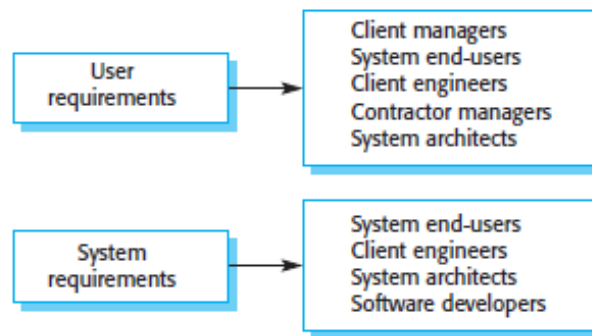 User
requirements
Client managers
System end-users
Client engineers
Contractor managers
System architects
System
requirements
System end-users
Client engineers
System architects
Software developers